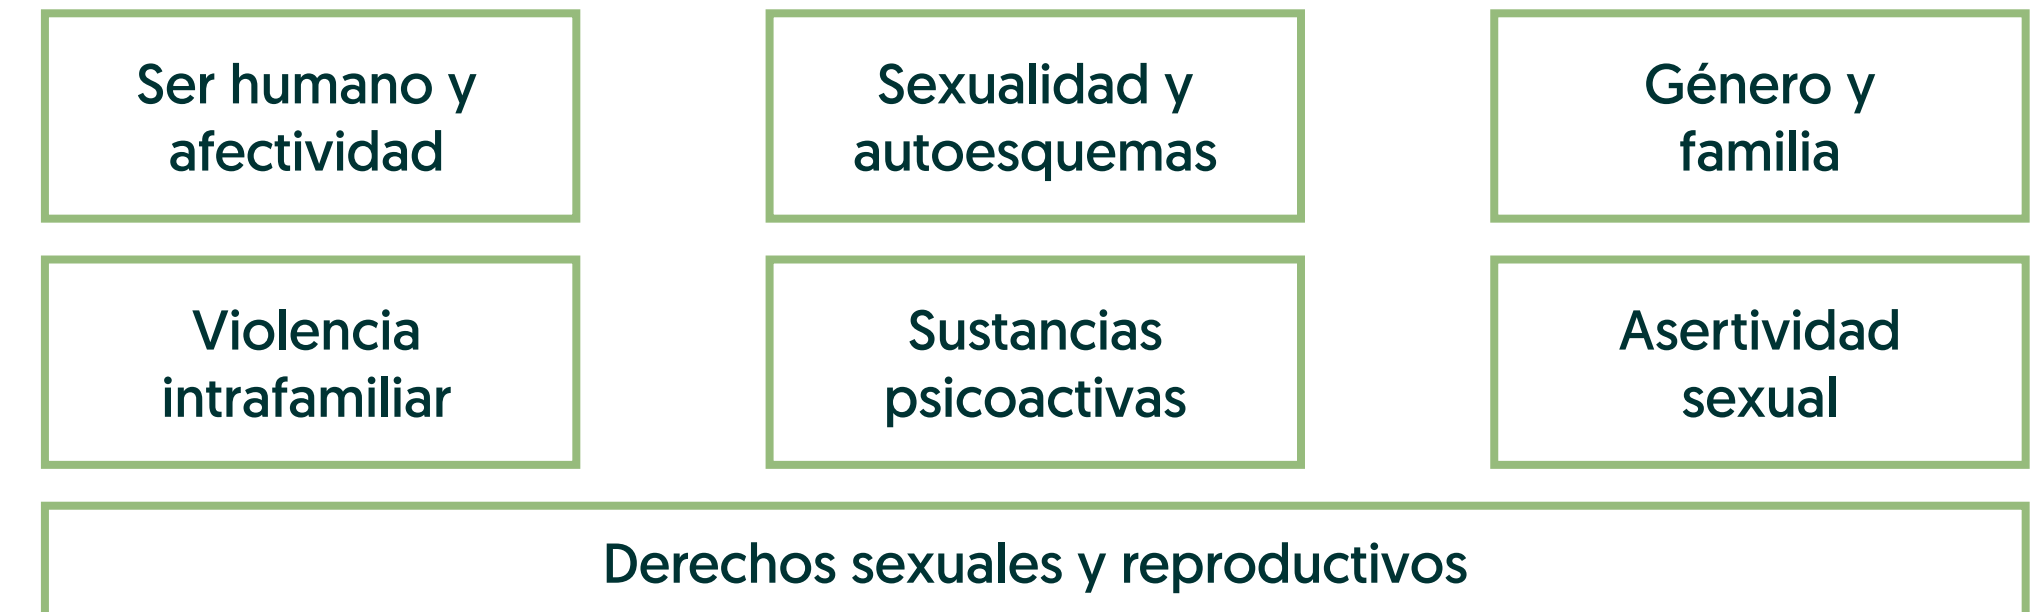 Ser humano y
afectividad
Sexualidad y
autoesquemas
Género y
familia
Violencia
intrafamiliar
Sustancias
psicoactivas
Asertividad
sexual
Derechos sexuales y reproductivos